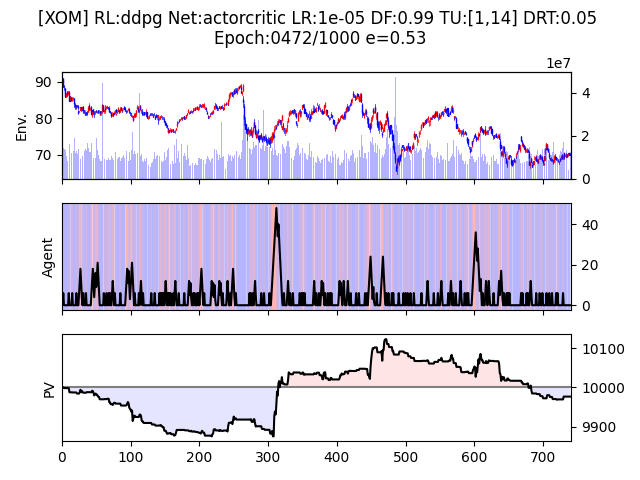 [XOM] RL:ddpg Net:actorcritic LR:1e-05 DF:0.99 TU:[1,14] DRT:0.05
Epoch:0472/1000 e=0.53
1e7
Env.
90
80
70
4
2
0
Agent
40
20
0
PV
10100
10000
9900
0 100 200 300 400 500 600 700